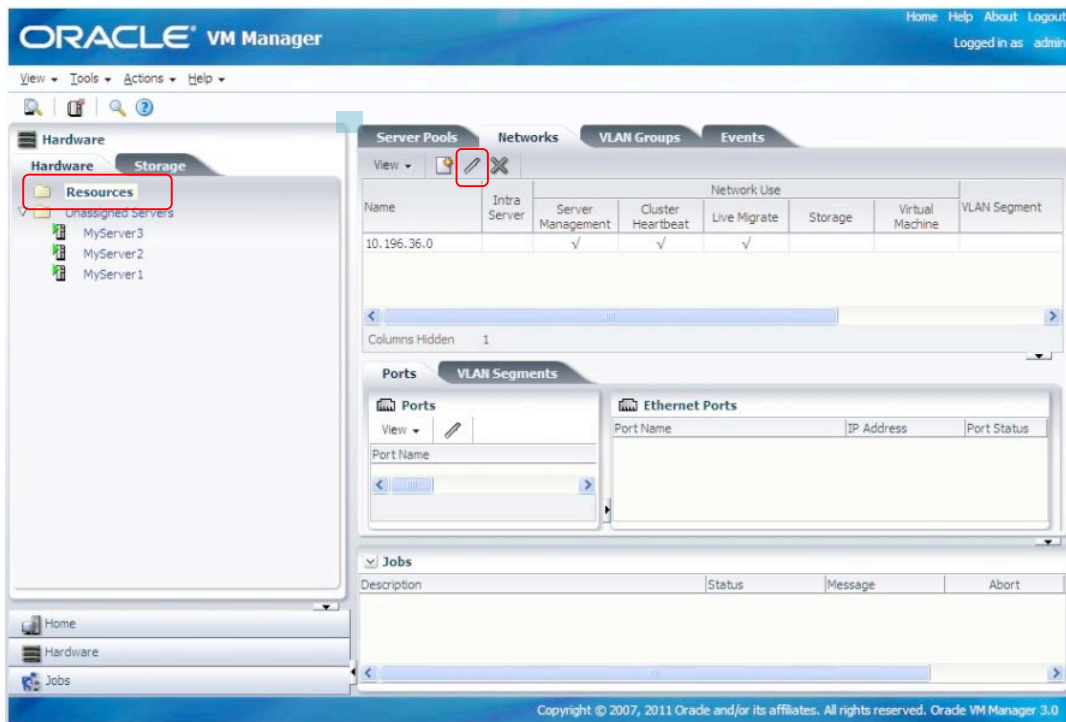 Home Help About Logout
ORACLE VM Manager
Logged in as admin
View Tools Actions Help
Hardware
Hardware Storage
Resources
Unassigned Servers
MyServer3
MyServer2
MyServer1
Home
Hardware
Jobs
Server Pools Networks VLAN Groups Events
View
Network Use
Name Intra Server Server Management Cluster Heartbeat Live Migrate Storage Virtual Machine VLAN Segment
10.196.36.0 √ √ √
Columns Hidden 1
Ports VLAN Segments
Ports
View
Port Name
Ethernet Ports
Port Name IP Address Port Status
Jobs
Description Status Message Abort
Copyright © 2007, 2011 Oracle and/or its affiliates. All rights reserved. Oracle VM Manager 3.0